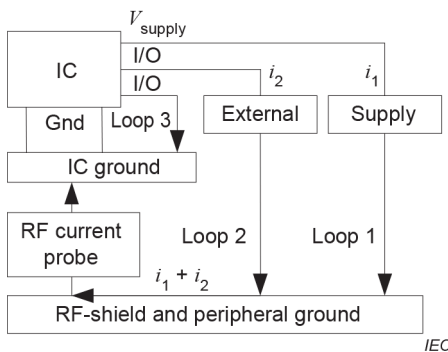 V_supply
IC
I/O
I/O
i_2
i_1
Gnd
Loop 3
External
Supply
IC ground
RF current
probe
Loop 2
Loop 1
i_1 + i_2
RF-shield and peripheral ground
IEC